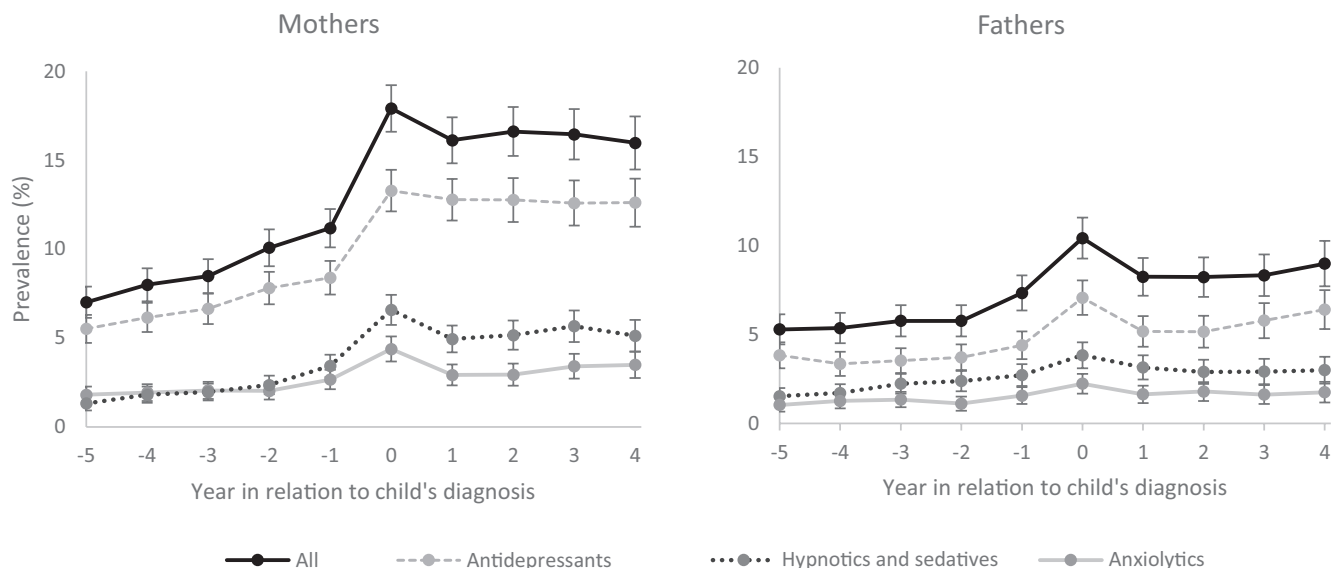 Mothers
Fathers
Prevalence (%)
20
15
10
5
0
-5 -4 -3 -2 -1 0 1 2 3 4
Year in relation to child's diagnosis
20
15
10
5
0
-5 -4 -3 -2 -1 0 1 2 3 4
Year in relation to child's diagnosis
All Antidepressants Hypnotics and sedatives Anxiolytics